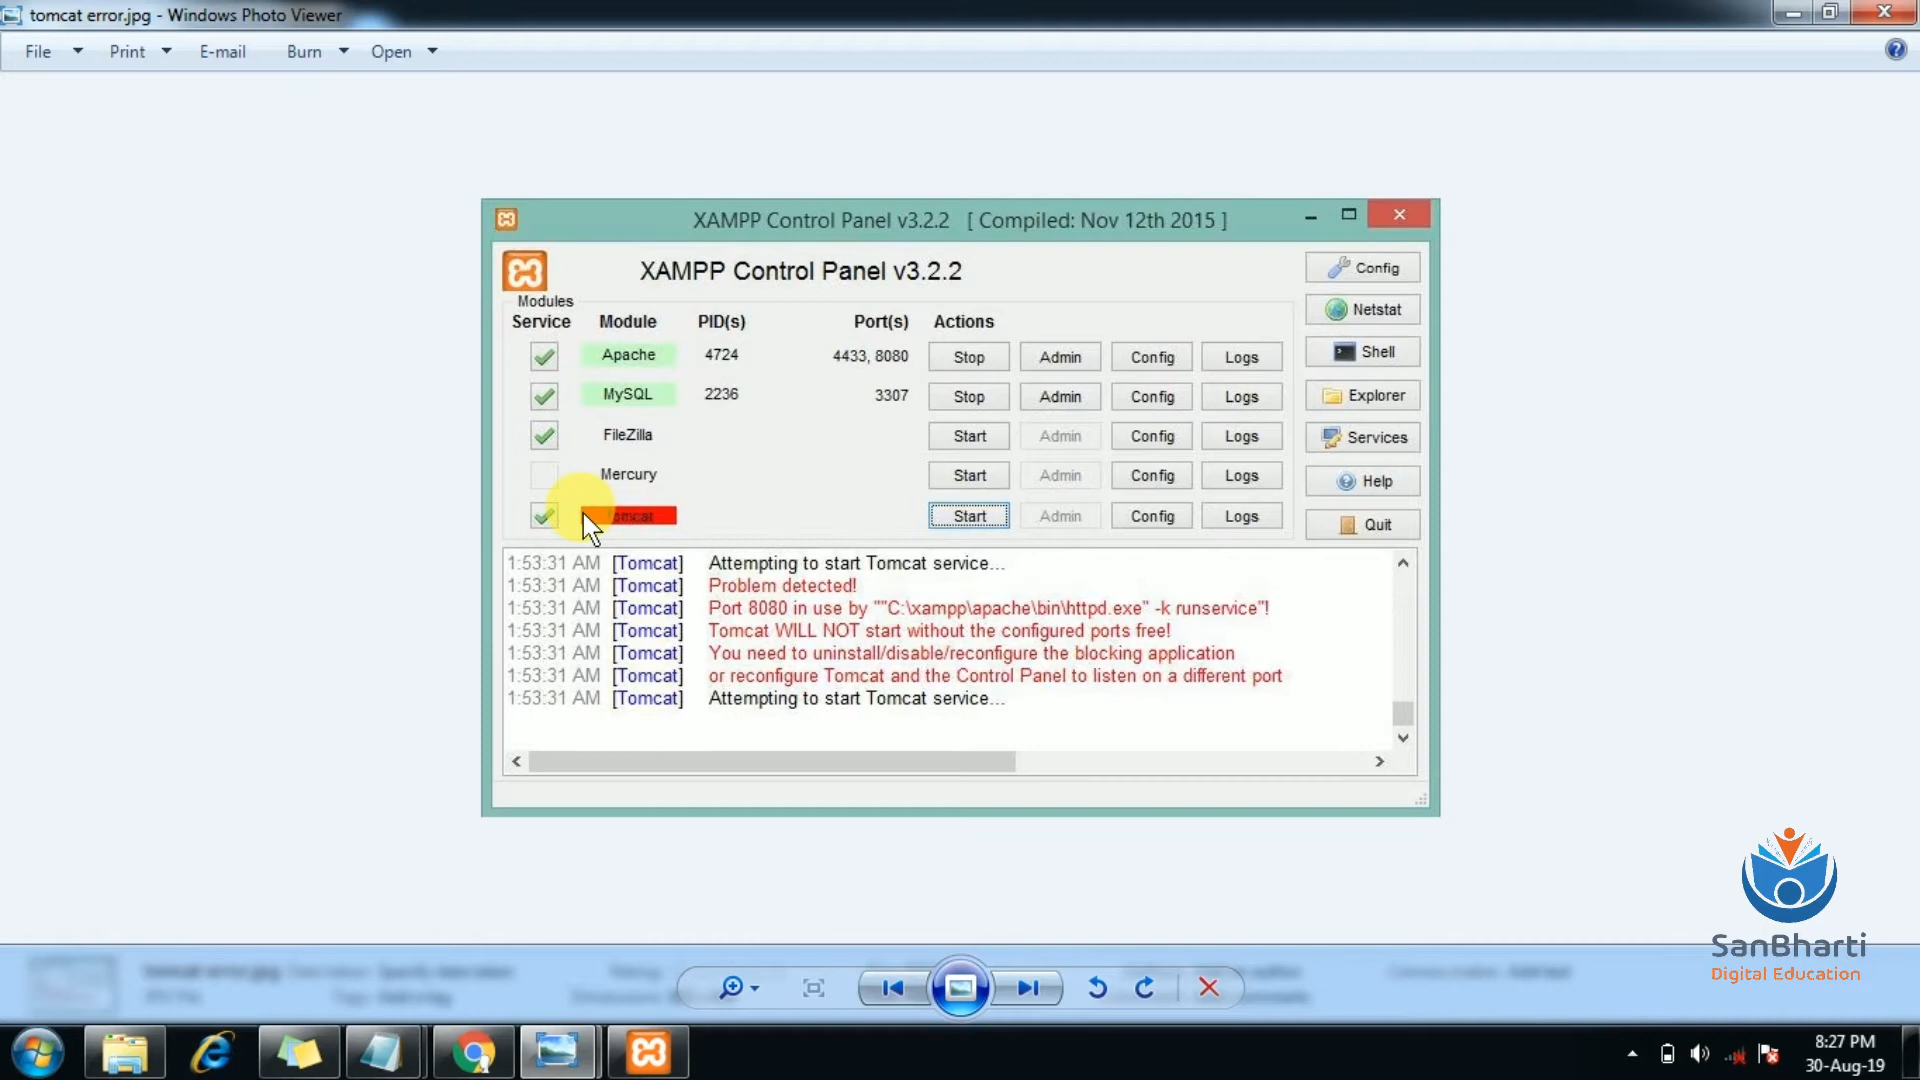 tomcat error.jpg - Windows Photo Viewer
File Print E-mail Burn Open
XAMPP Control Panel v3.2.2 [ Compiled: Nov 12th 2015 ]
XAMPP Control Panel v3.2.2
Config
Modules
Netstat
Service Module PID(s) Port(s) Actions
Apache 4724 4433, 8080 Stop Admin Config Logs
Shell
MySQL 2236 3307 Stop Admin Config Logs
Explorer
FileZilla Start Admin Config Logs
Services
Mercury Start Admin Config Logs
Help
Tomcat Start Admin Config Logs
Quit
1:53:31 AM [Tomcat] Attempting to start Tomcat service...
1:53:31 AM [Tomcat] Problem detected!
1:53:31 AM [Tomcat] Port 8080 in use by ""C:\xampp\apache\bin\httpd.exe" -k runservice"!
1:53:31 AM [Tomcat] Tomcat WILL NOT start without the configured ports free!
1:53:31 AM [Tomcat] You need to uninstall/disable/reconfigure the blocking application
1:53:31 AM [Tomcat] or reconfigure Tomcat and the Control Panel to listen on a different port
1:53:31 AM [Tomcat] Attempting to start Tomcat service...
SanBharti
Digital Education
8:27 PM
30-Aug-19